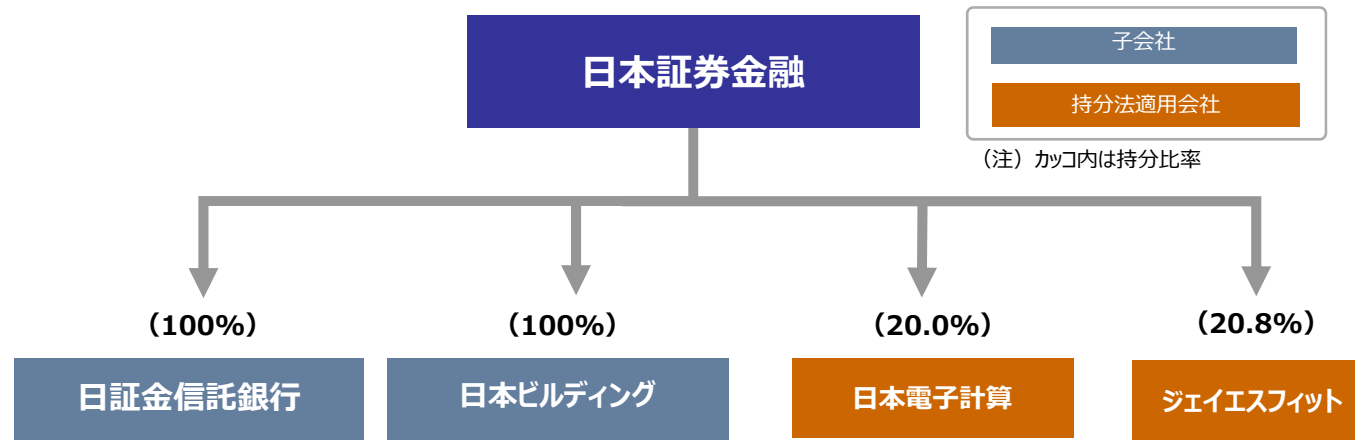 日本証券金融
子会社
持分法適用会社
（注）カッコ内は持分比率
（100%）
（100%）
（20.0%）
（20.8%）
日証金信託銀行
日本ビルディング
日本電子計算
ジェイエスフィット